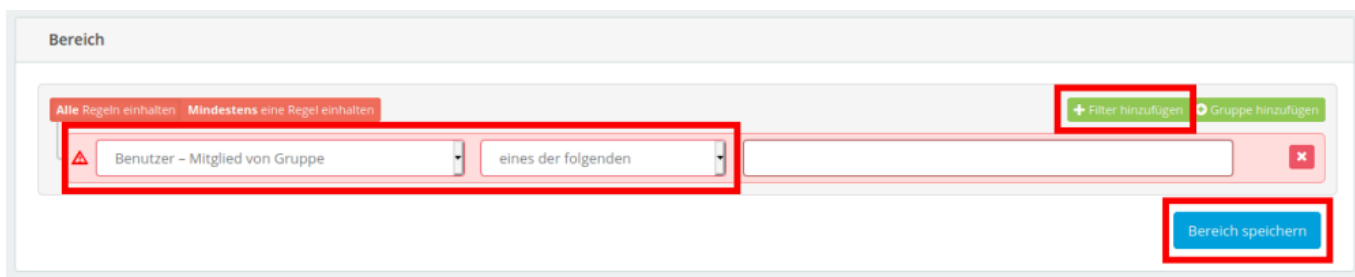 Bereich
Alle Regeln einhalten Mindestens eine Regel einhalten Filter hinzufügen Gruppe hinzufügen
Benutzer – Mitglied von Gruppe eines der folgenden
Bereich speichern